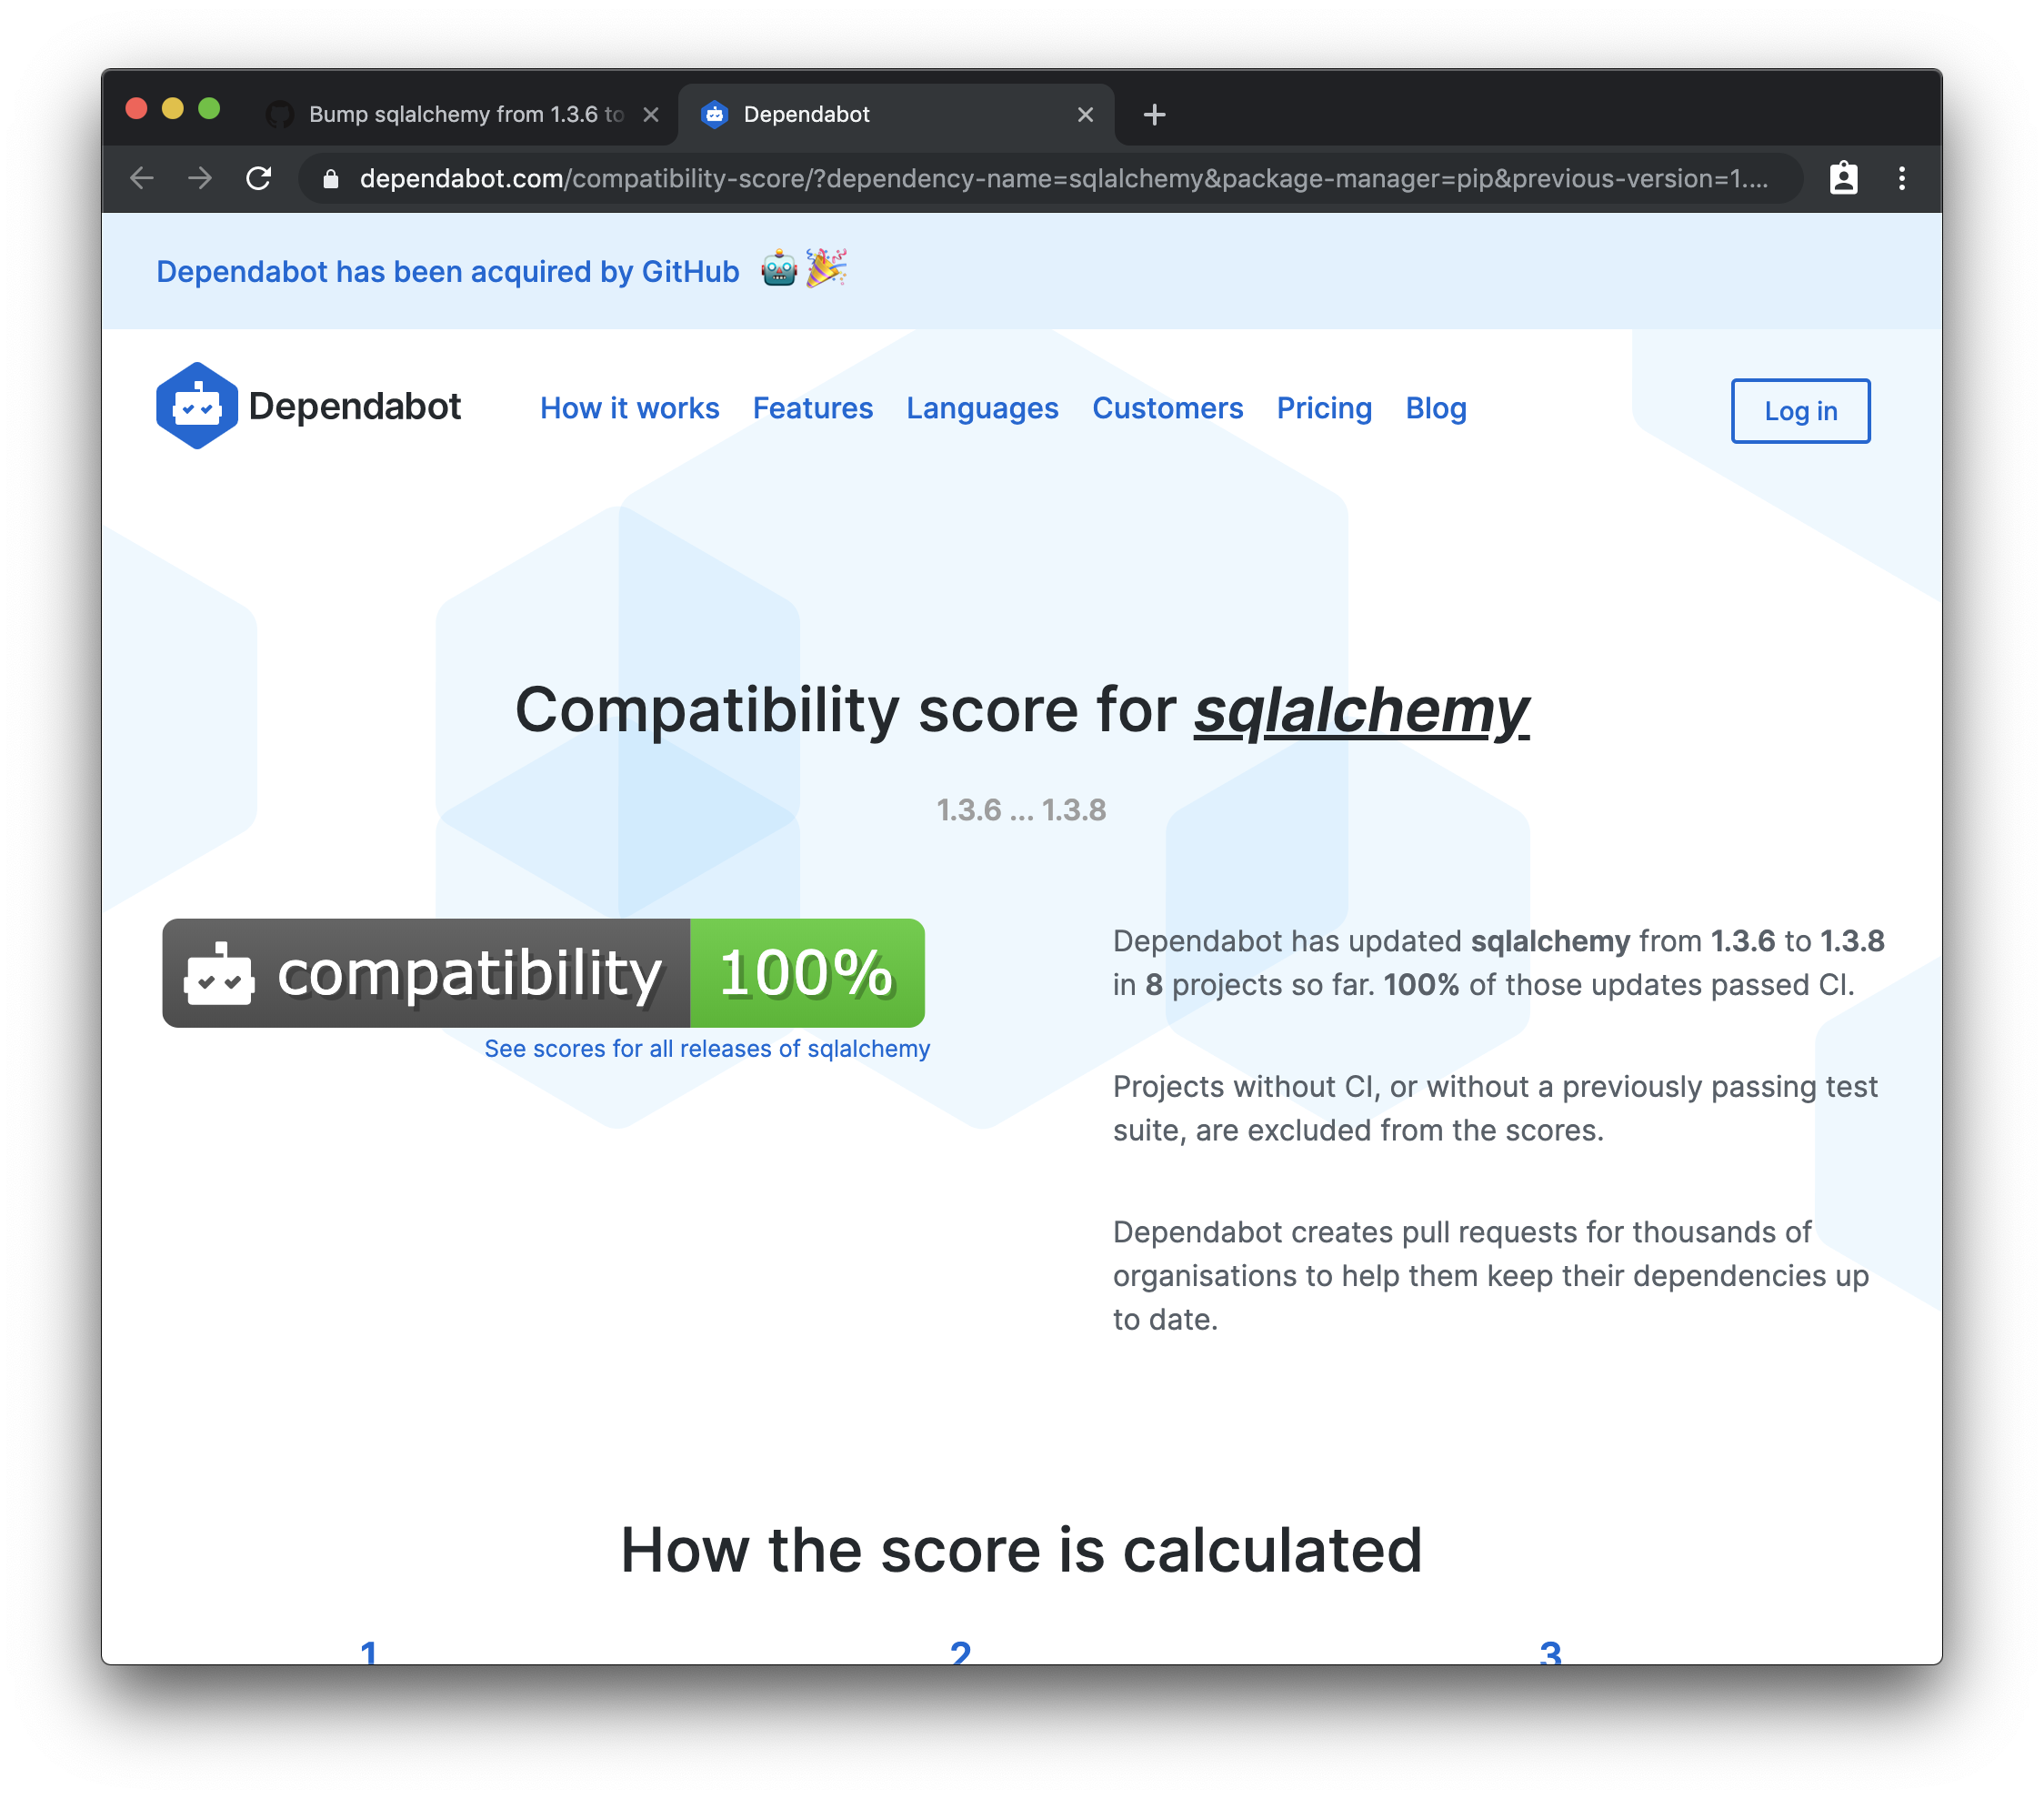 Bump sqlalchemy from 1.3.6 to
Dependabot
dependabot.com/compatibility-score/?dependency-name=sqlalchemy&package-manager=pip&previous-version=1....
Dependabot has been acquired by GitHub
Dependabot
How it works Features Languages Customers Pricing Blog
Log in
Compatibility score for sqlalchemy
1.3.6 ... 1.3.8
compatibility 100%
See scores for all releases of sqlalchemy
Dependabot has updated sqlalchemy from 1.3.6 to 1.3.8
in 8 projects so far. 100% of those updates passed CI.
Projects without CI, or without a previously passing test
suite, are excluded from the scores.
Dependabot creates pull requests for thousands of
organisations to help them keep their dependencies up
to date.
How the score is calculated
1 2 3